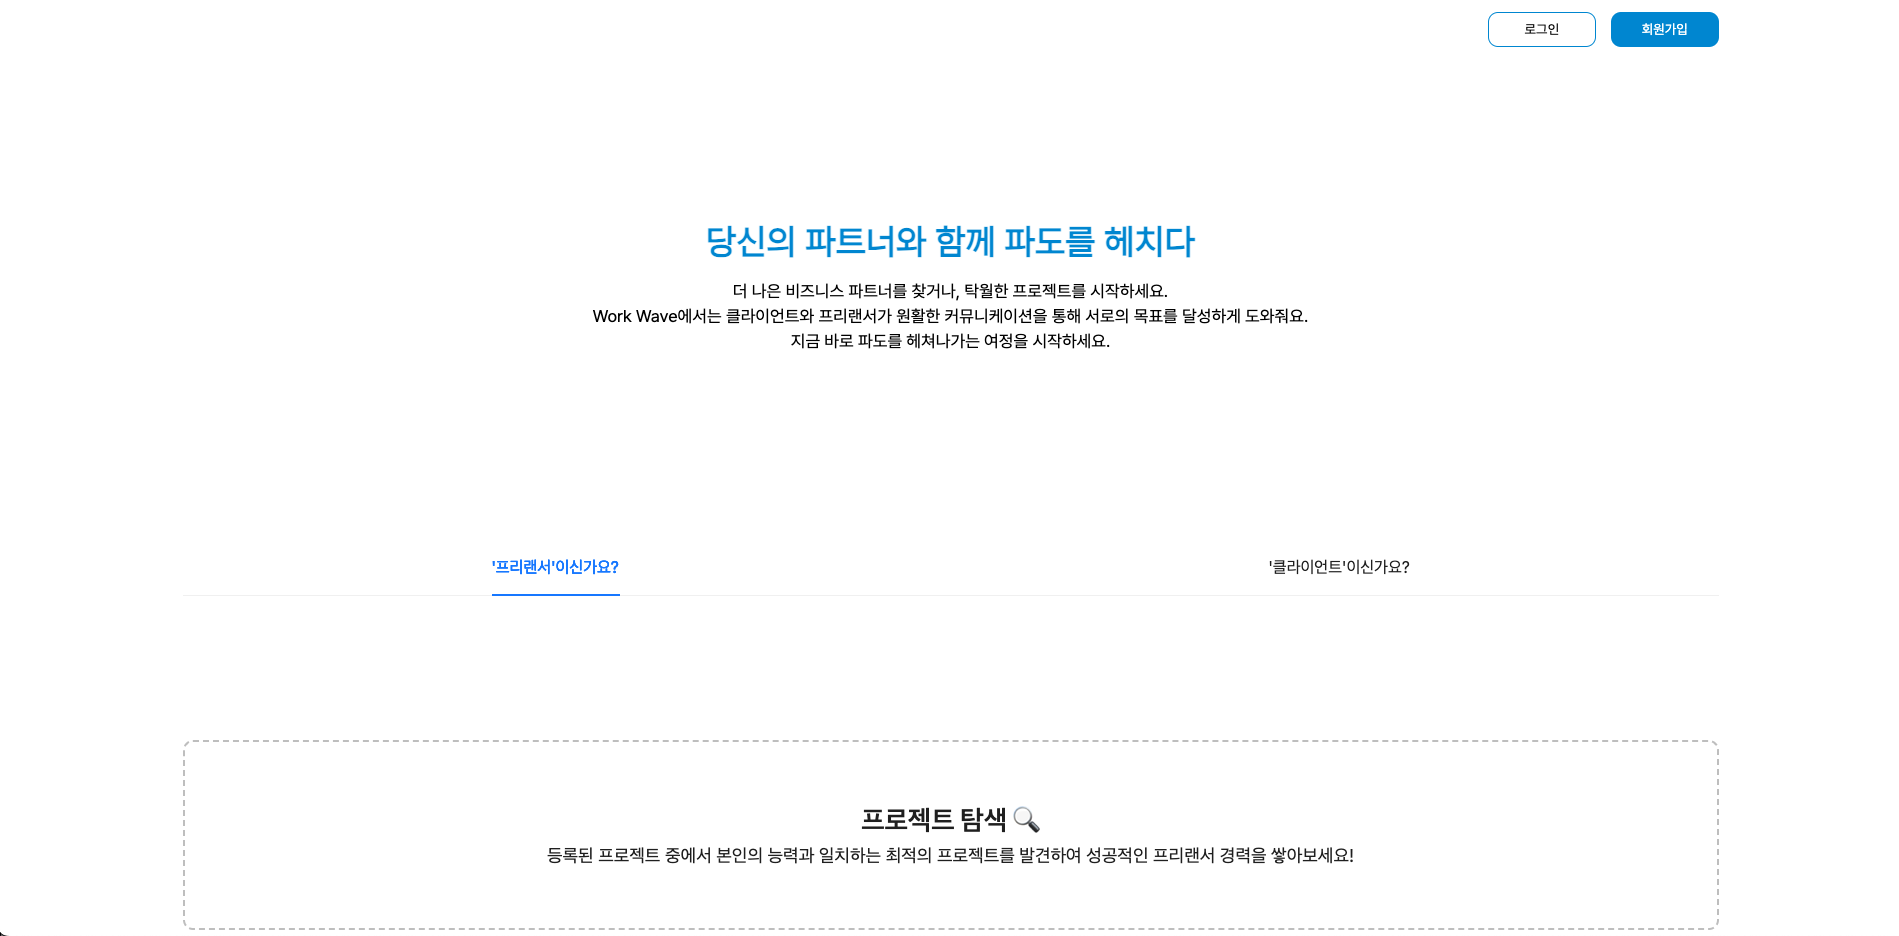 로그인
회원가입
당신의 파트너와 함께 파도를 헤치다
더 나은 비즈니스 파트너를 찾거나, 탁월한 프로젝트를 시작하세요.
Work Wave에서는 클라이언트와 프리랜서가 원활한 커뮤니케이션을 통해 서로의 목표를 달성하게 도와줘요.
지금 바로 파도를 헤쳐나가는 여정을 시작하세요.
'프리랜서'이신가요?
'클라이언트'이신가요?
프로젝트 탐색
등록된 프로젝트 중에서 본인의 능력과 일치하는 최적의 프로젝트를 발견하여 성공적인 프리랜서 경력을 쌓아보세요!